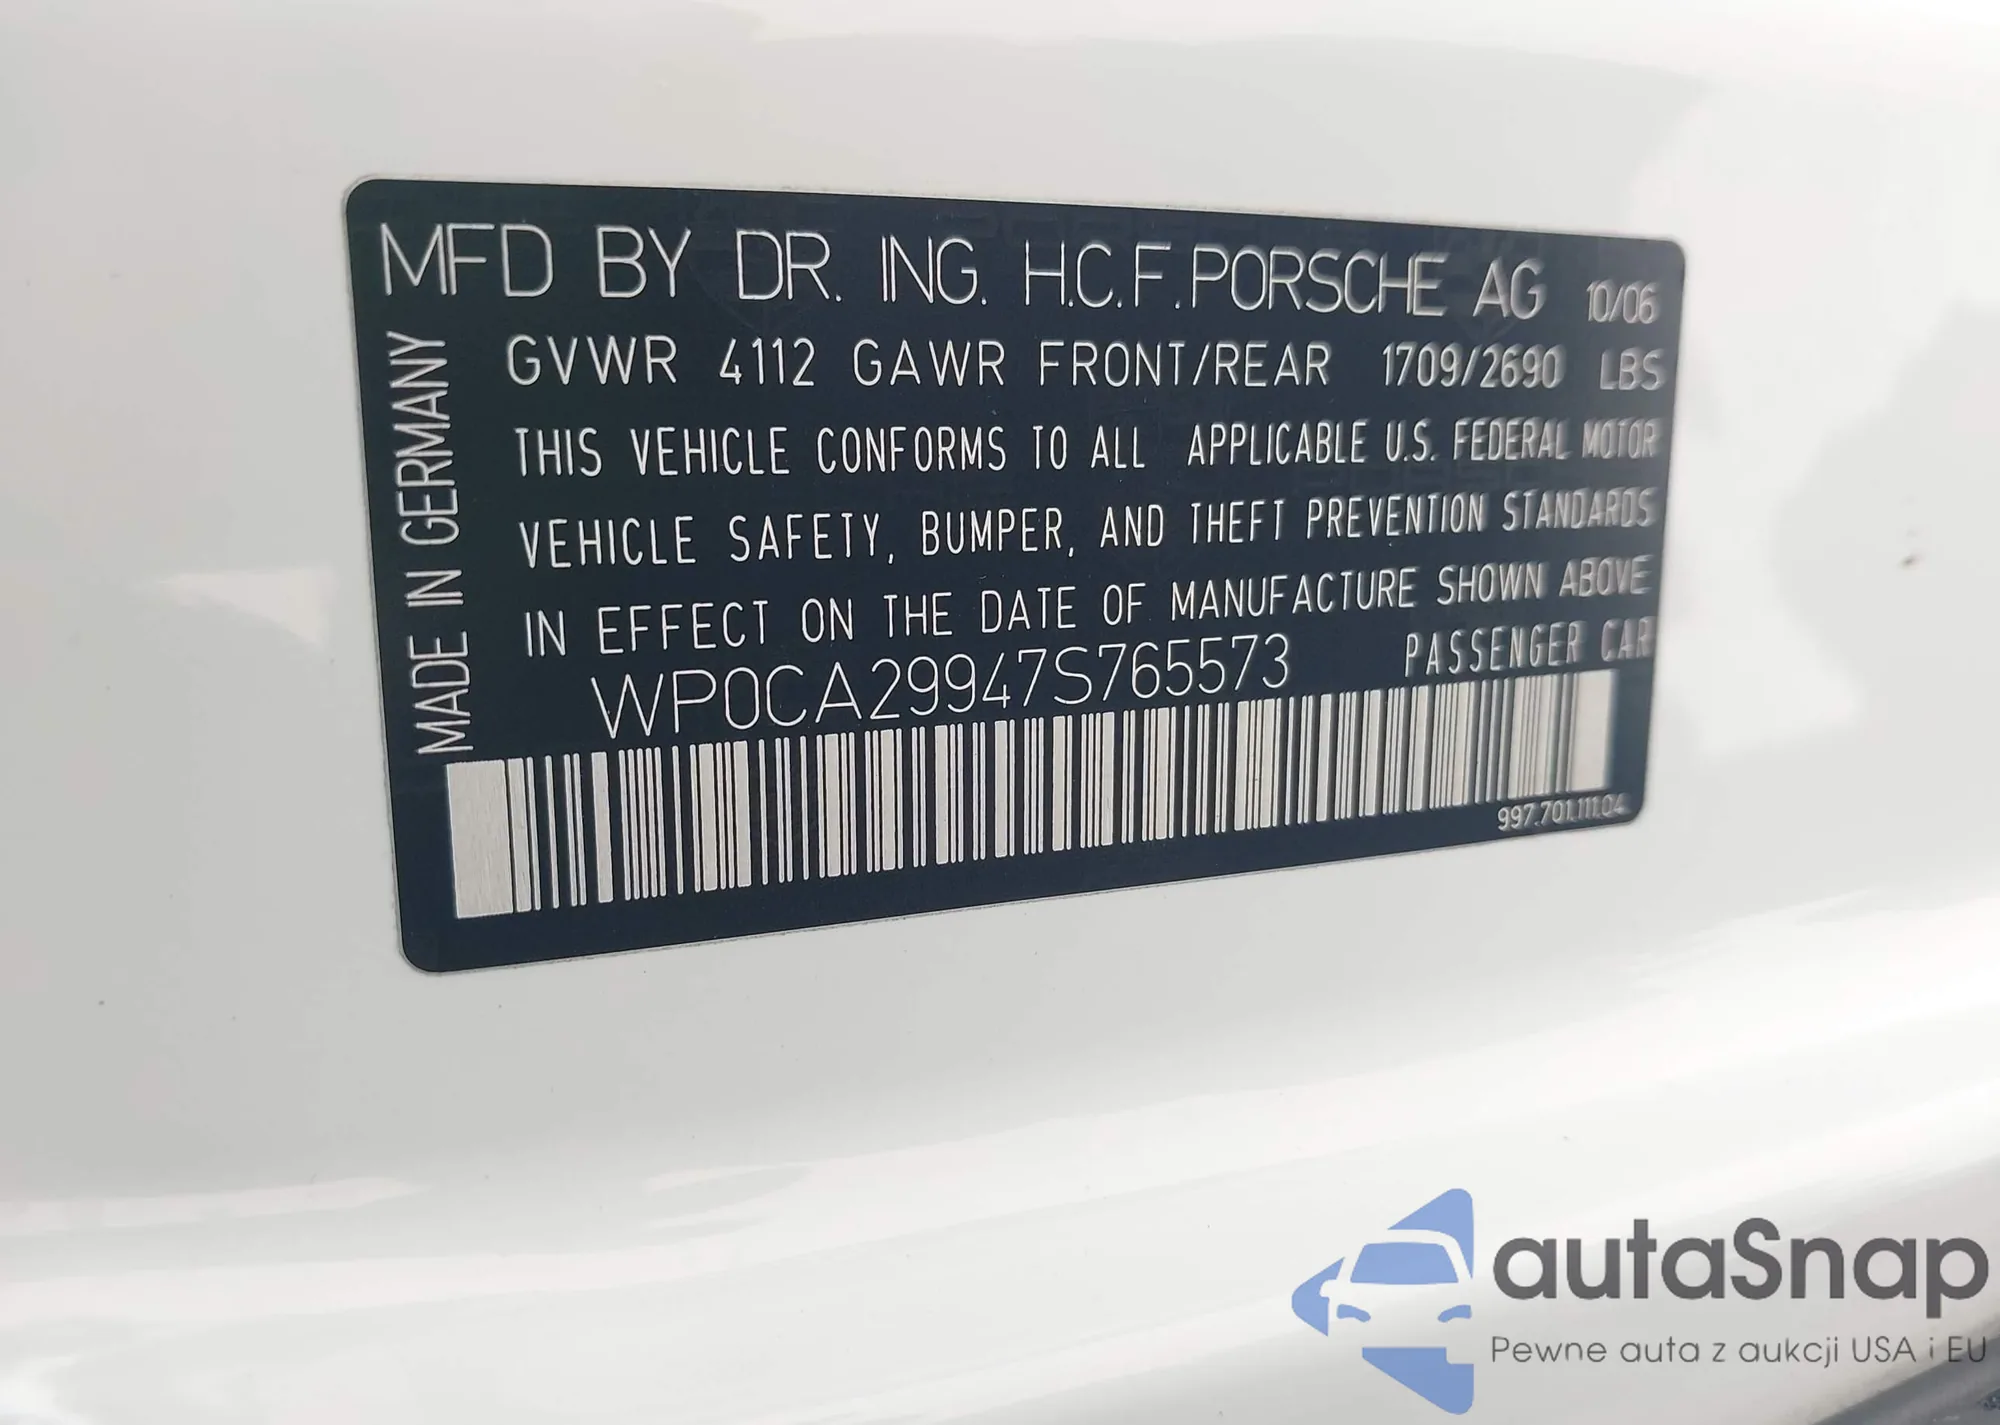 MFD BY DR. ING. H.C.F.PORSCHE AG 10/06
GVWR 4112 GAWR FRONT/REAR 1709/2690 LBS
THIS VEHICLE CONFORMS TO ALL APPLICABLE U.S. FEDERAL MOTOR
VEHICLE SAFETY, BUMPER, AND THEFT PREVENTION STANDARDS
IN EFFECT ON THE DATE OF MANUFACTURE SHOWN ABOVE
WP0CA29947S765573 PASSENGER CAR
MADE IN GERMANY
997.701.111.04
autaSnap
Pewne auta z aukcji USA i EU